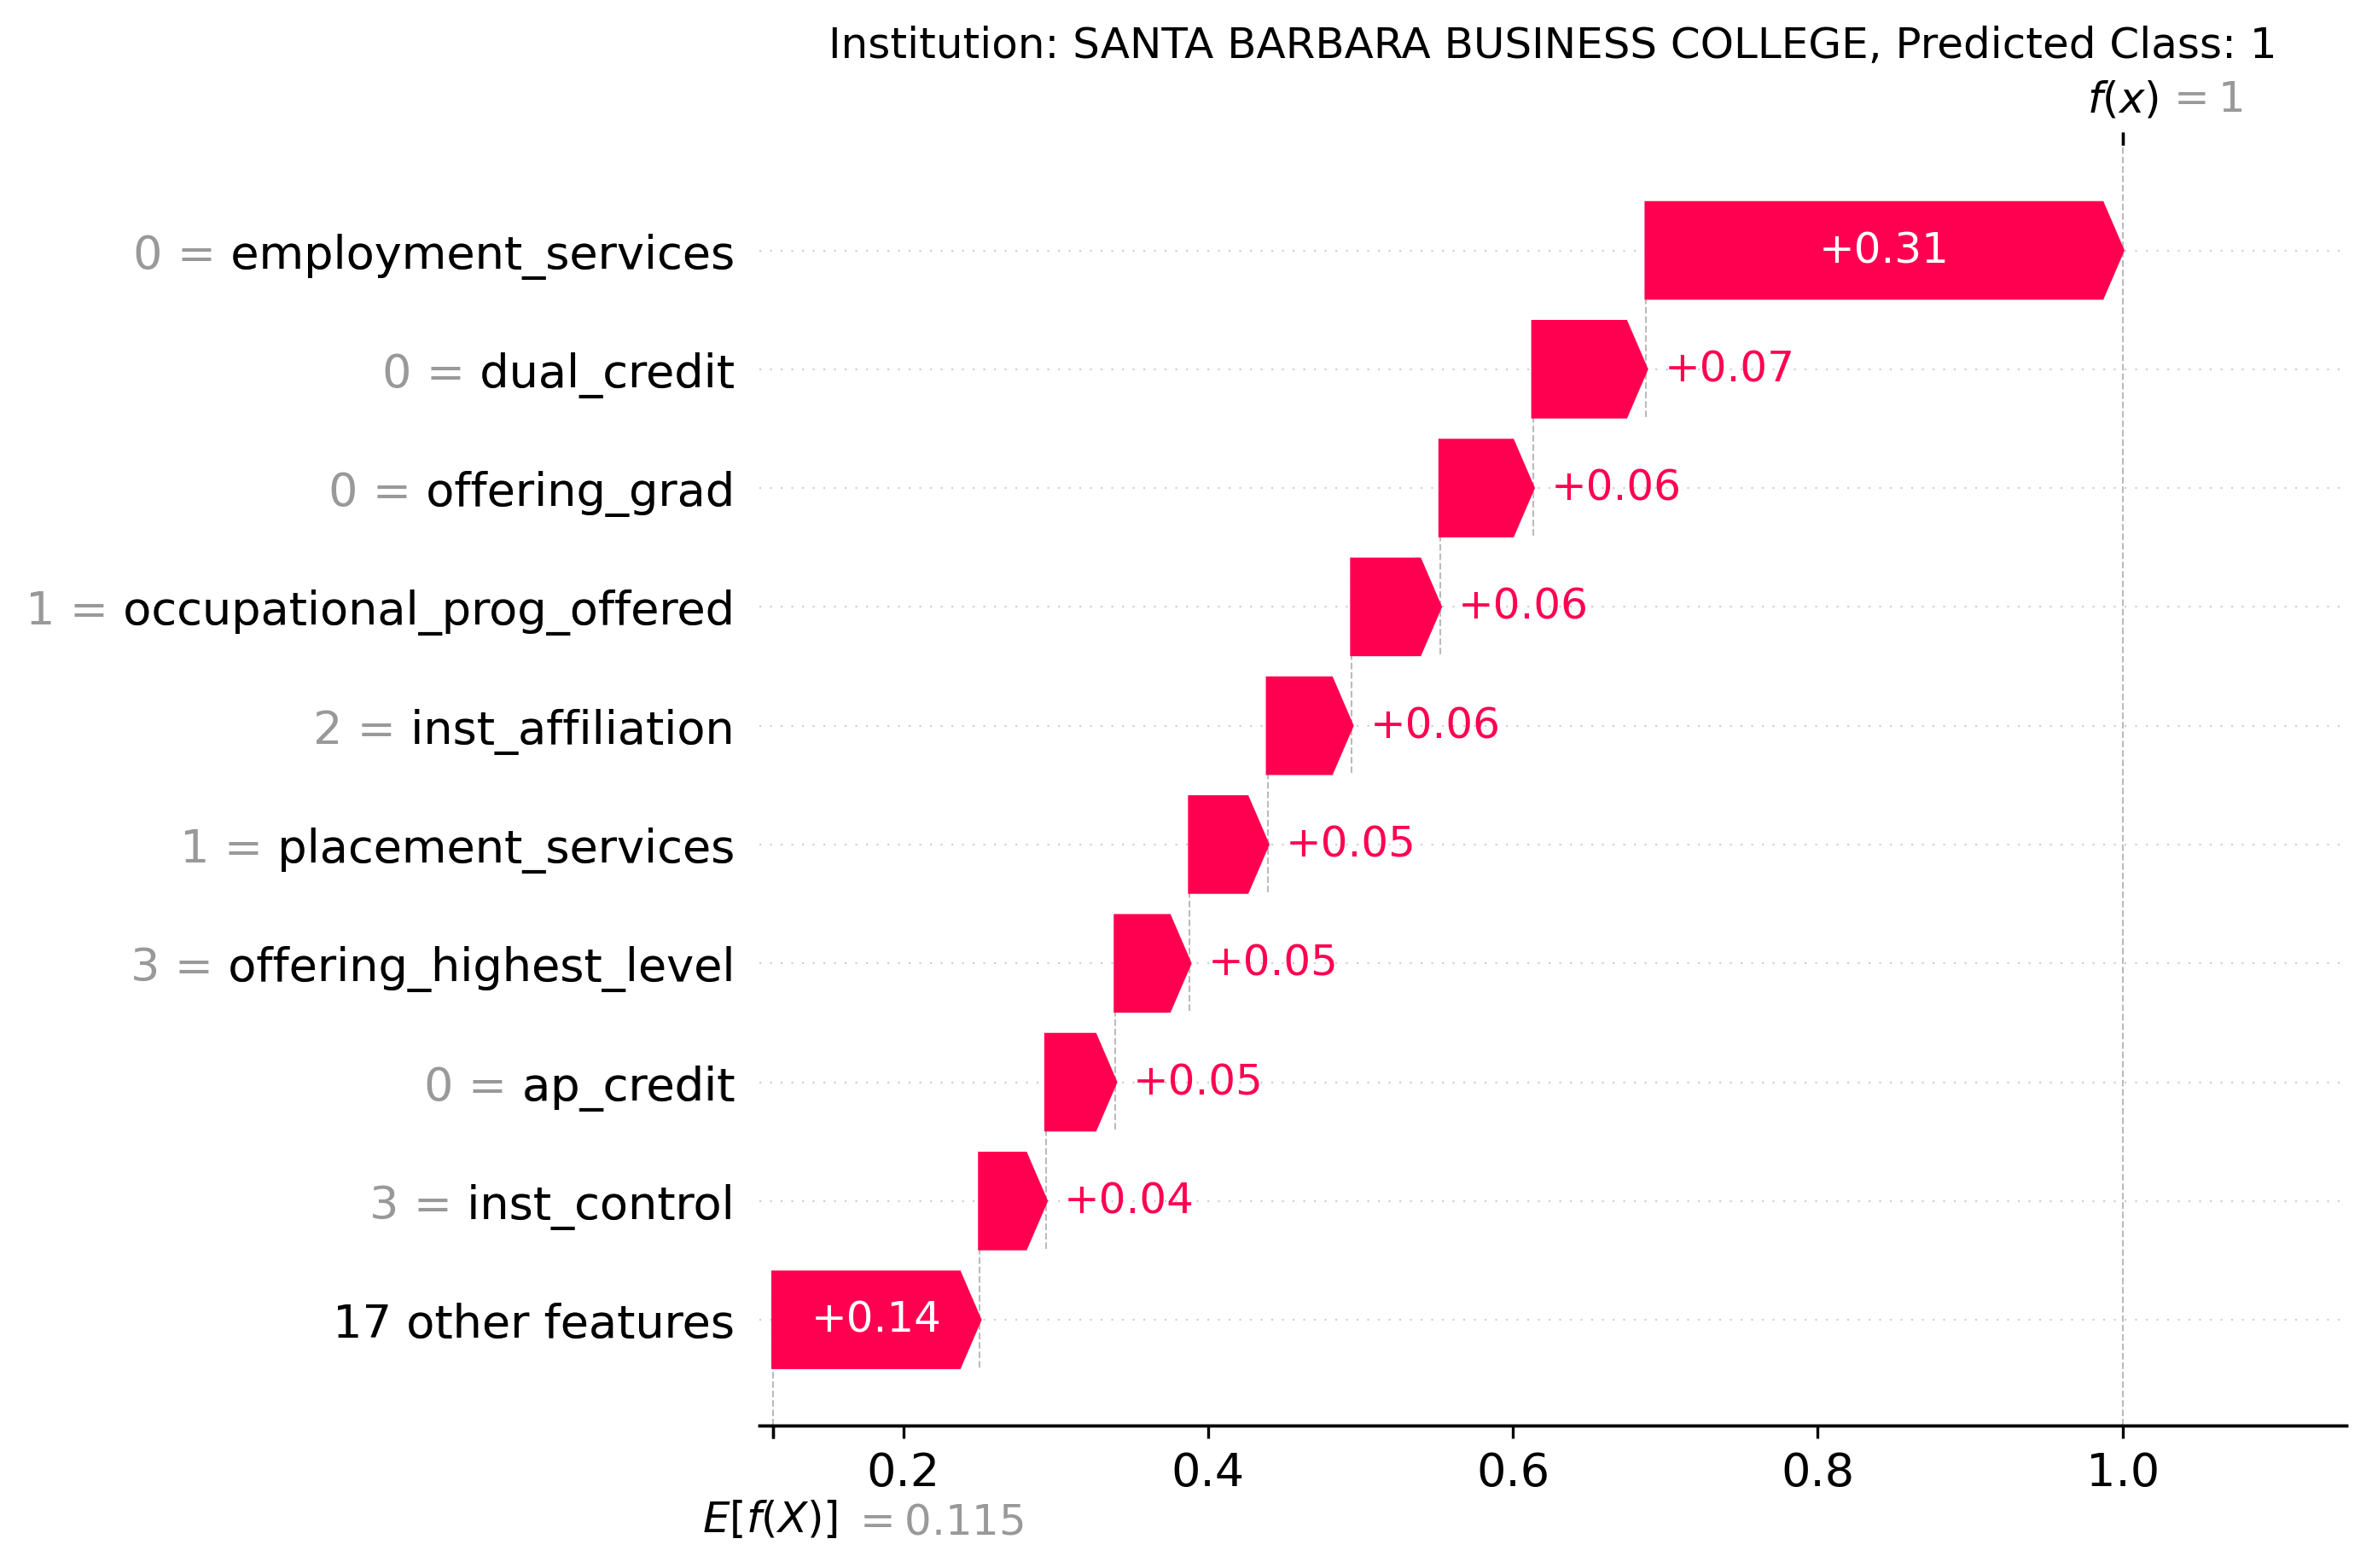 Institution: SANTA BARBARA BUSINESS COLLEGE, Predicted Class: 1
f(x) = 1
0 = employment_services +0.31
0 = dual_credit +0.07
0 = offering_grad +0.06
1 = occupational_prog_offered +0.06
2 = inst_affiliation +0.06
1 = placement_services +0.05
3 = offering_highest_level +0.05
0 = ap_credit +0.05
3 = inst_control +0.04
17 other features +0.14
0.2 0.4 0.6 0.8 1.0
E[f(X)] = 0.115